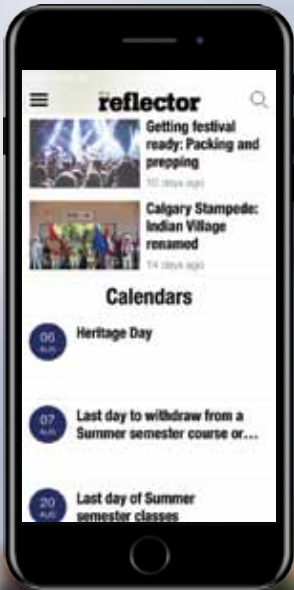 the
reflector
Getting festival
ready: Packing and
prepping
10 days ago
Calgary Stampede:
Indian Village
renamed
14 days ago
Calendars
06
AUG
Heritage Day
07
AUG
Last day to withdraw from a
Summer semester course or...
20
AUG
Last day of Summer
semester classes